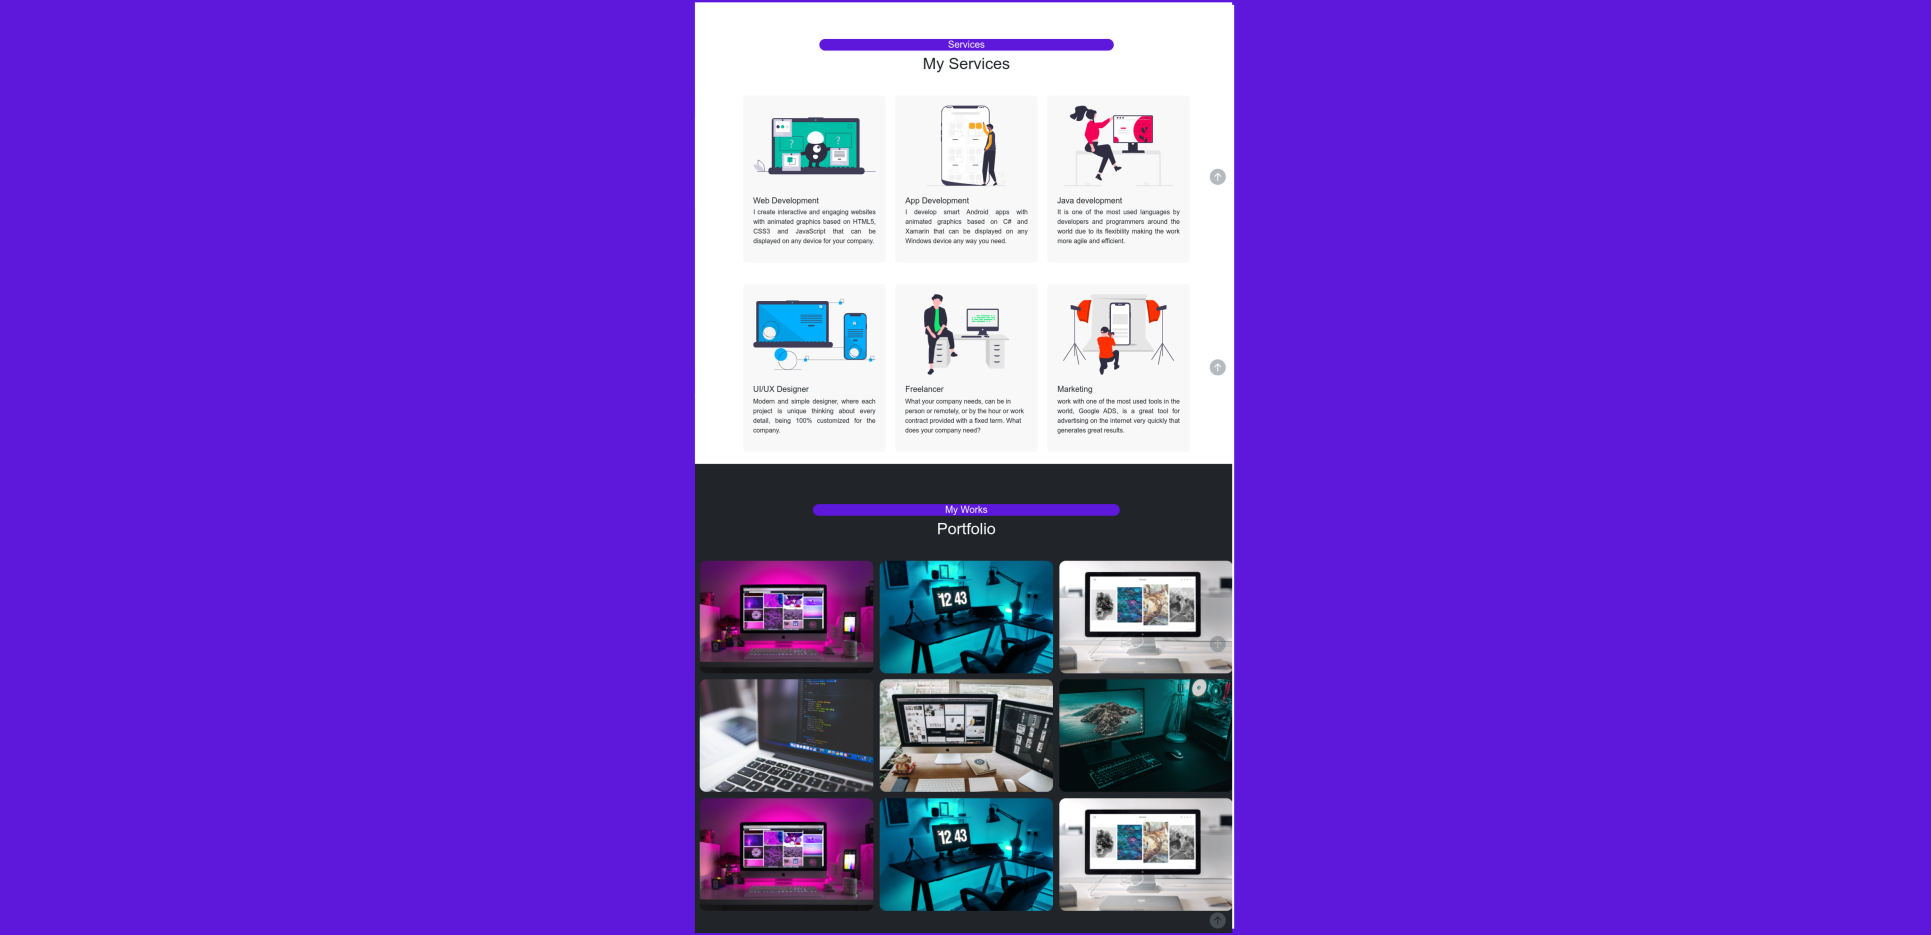 Services
My Services
Web Development
I create interactive and engaging websites
with animated graphics based on HTML5,
CSS3 and JavaScript that can be
displayed on any device for your company.
App Development
I develop smart Android apps with
animated graphics based on C# and
Xamarin that can be displayed on any
Windows device any way you need.
Java development
It is one of the most used languages by
developers and programmers around the
world due to its flexibility making the work
more agile and efficient.
UI/UX Designer
Modern and simple designer, where each
project is unique thinking about every
detail, being 100% customized for the
company.
Freelancer
What your company needs, can be in
person or remotely, or by the hour or work
contract provided with a fixed term. What
does your company need?
Marketing
work with one of the most used tools in the
world, Google ADS, is a great tool for
advertising on the internet very quickly that
generates great results.
My Works
Portfolio
12 43
12 43